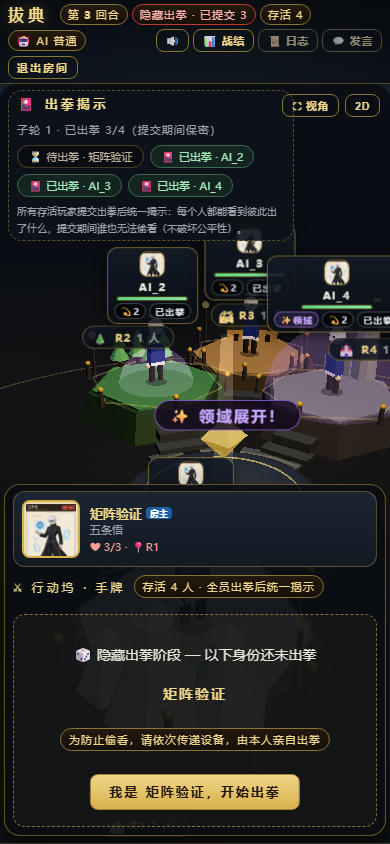 拔典
第 3 回合
隐藏出拳 · 已提交 3
存活 4
AI 普通
战绩
日志
发言
退出房间
出拳揭示
视角
2D
子轮 1 · 已出拳 3/4 (提交期间保密)
待出拳 · 矩阵验证
已出拳 · AI_2
已出拳 · AI_3
已出拳 · AI_4
所有存活玩家提交出拳后统一揭示：每个人都能看到彼此出
了什么，提交期间谁也无法偷看（不破坏公平性）。
AI_2
2 已出拳
R2 1 人
AI_3
2
R3 1
AI_4
领域
2 已出拳
R4 1
领域展开！
矩阵验证 房主
五条悟
3/3 · R1
行动坞 · 手牌
存活 4 人 · 全员出拳后统一揭示
隐藏出拳阶段 — 以下身份还未出拳
矩阵验证
为防止偷看，请依次传递设备，由本人亲自出拳
我是 矩阵验证，开始出拳